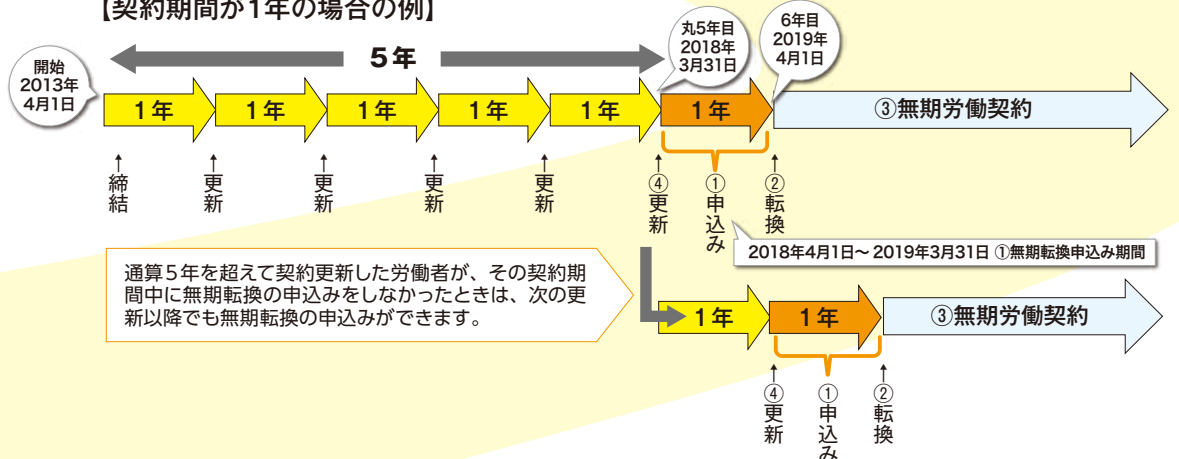 【契約期間が1年の場合の例】
開始
2013年
4月1日
5年
丸5年目
2018年
3月31日
6年目
2019年
4月1日
1年
1年
1年
1年
1年
1年
③無期労働契約
↑締結
↑更新
↑更新
↑更新
↑更新
↑④更新
①申込み
↑②転換
2018年4月1日～2019年3月31日 ①無期転換申込み期間
通算5年を超えて契約更新した労働者が、その契約期
間中に無期転換の申込みをしなかったときは、次の更
新以降でも無期転換の申込みができます。
1年
1年
③無期労働契約
↑④更新
①申込み
↑②転換